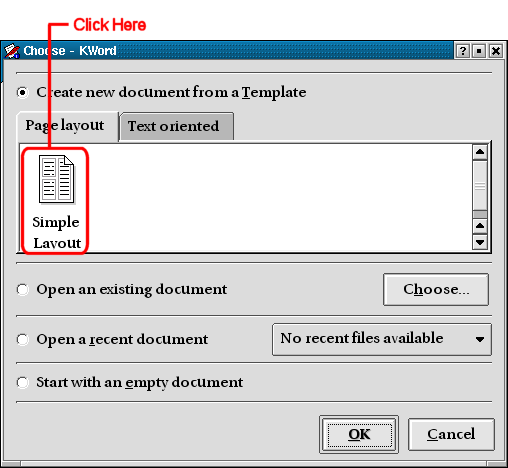 Click Here
Choose - KWord
Create new document from a Template
Page layout
Text oriented
Simple
Layout
Open an existing document
Choose...
Open a recent document
No recent files available
Start with an empty document
OK
Cancel